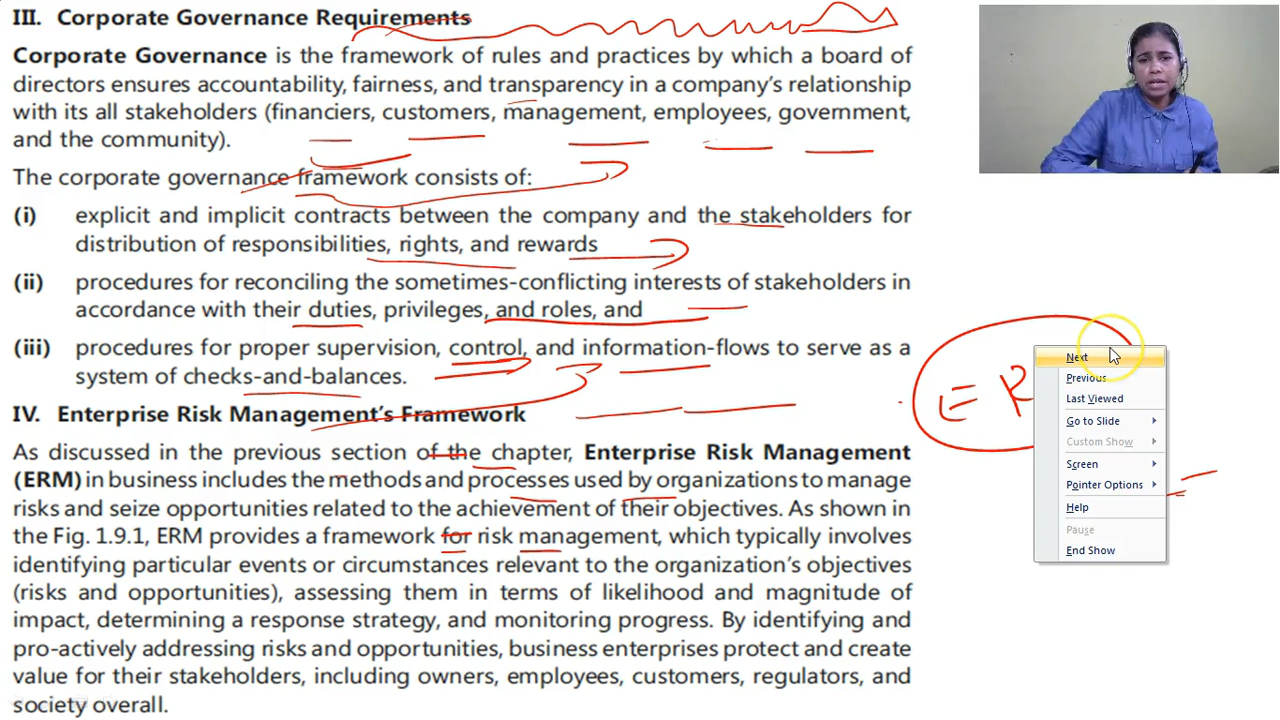 III. Corporate Governance Requirements
Corporate Governance is the framework of rules and practices by which a board of
directors ensures accountability, fairness, and transparency in a company's relationship
with its all stakeholders (financiers, customers, management, employees, government,
and the community).
The corporate governance framework consists of:
(i) explicit and implicit contracts between the company and the stakeholders for
distribution of responsibilities, rights, and rewards
(ii) procedures for reconciling the sometimes-conflicting interests of stakeholders in
accordance with their duties, privileges, and roles, and
(iii) procedures for proper supervision, control, and information-flows to serve as a
system of checks-and-balances.
IV. Enterprise Risk Management's Framework
As discussed in the previous section of the chapter, Enterprise Risk Management
(ERM) in business includes the methods and processes used by organizations to manage
risks and seize opportunities related to the achievement of their objectives. As shown in
the Fig. 1.9.1, ERM provides a framework for risk management, which typically involves
identifying particular events or circumstances relevant to the organization's objectives
(risks and opportunities), assessing them in terms of likelihood and magnitude of
impact, determining a response strategy, and monitoring progress. By identifying and
pro-actively addressing risks and opportunities, business enterprises protect and create
value for their stakeholders, including owners, employees, customers, regulators, and
society overall.
E R
Next
Previous
Last Viewed
Go to Slide
Custom Show
Screen
Pointer Options
Help
Pause
End Show